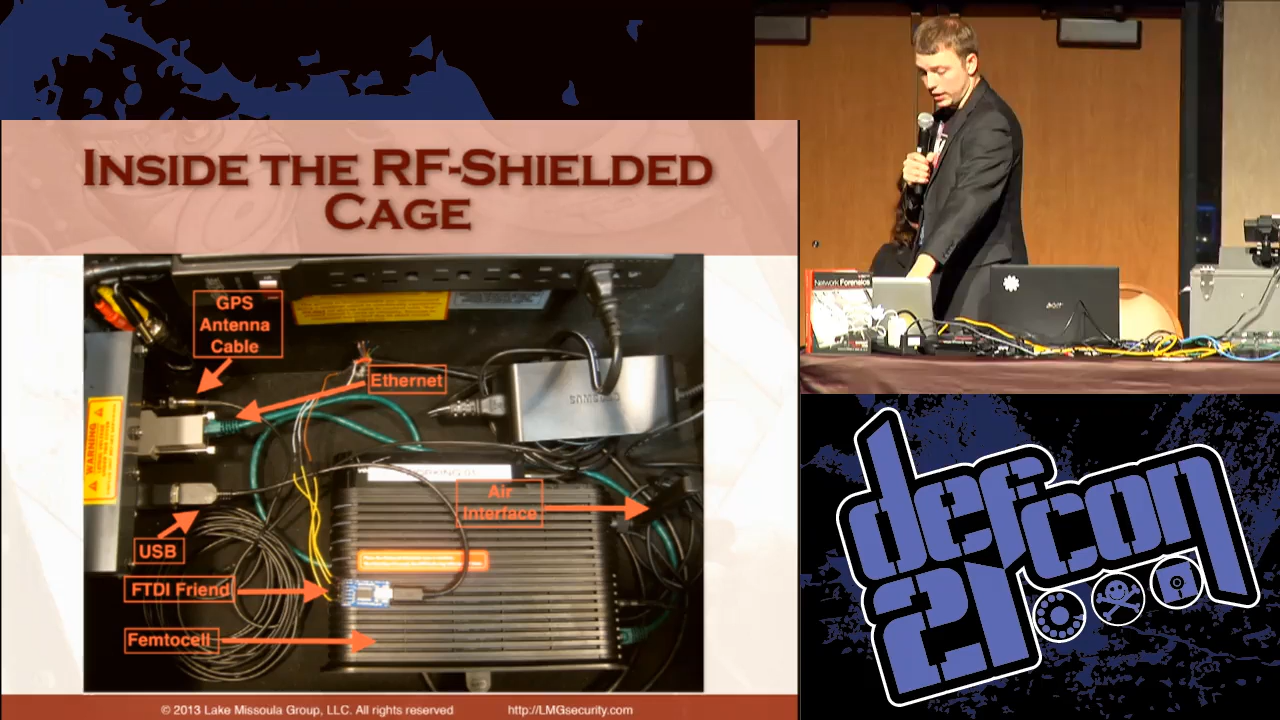 INSIDE THE RF-SHIELDED
CAGE
GPS
Antenna
Cable
Ethernet
WARNING
SAMSUNG
Air
Interface
USB
FTDI Friend
Femtocell
© 2013 Lake Missoula Group, LLC. All rights reserved
http://LMGsecurity.com
Network Forensics
acer
defcon
21